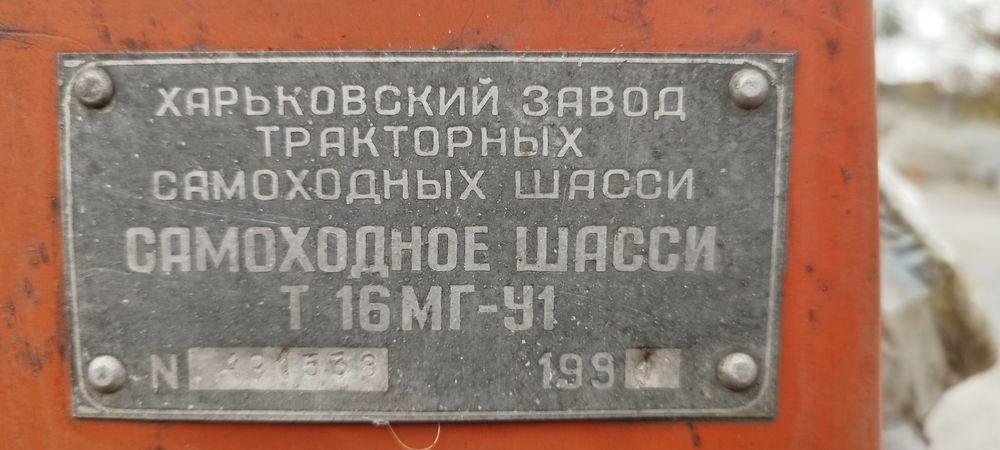 ХАРЬКОВСКИЙ ЗАВОД
ТРАКТОРНЫХ
САМОХОДНЫХ ШАССИ
САМОХОДНОЕ ШАССИ
Т 16МГ-У1
N